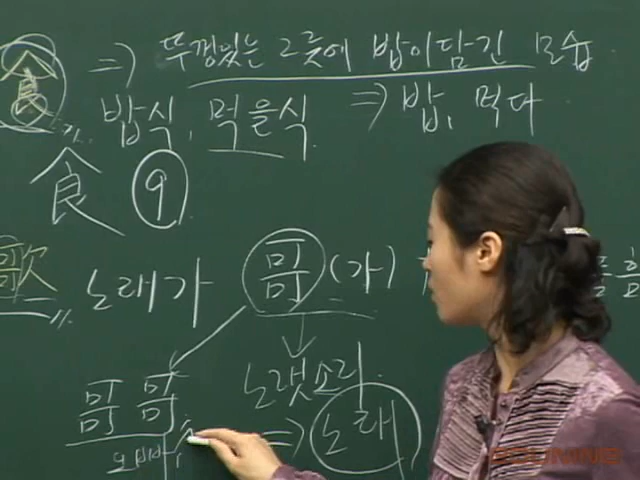 食 ⇒ 뚜껑있는 그릇에 밥이담긴 모습
밥식, 먹을식 ⇒ 밥, 먹다
食 9
歌 노래가 哥 (가)
노랫소리
哥 哥 ⇒ 노래